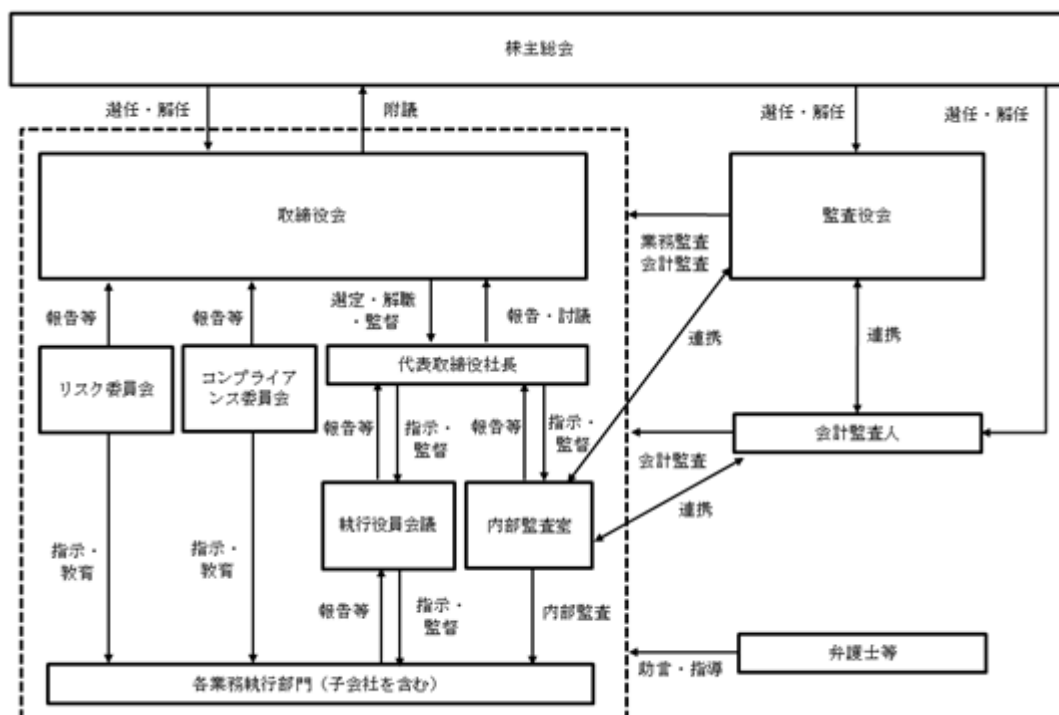 株主総会
選任・解任
附議
選任・解任
選任・解任
取締役会
監査役会
業務監査
会計監査
選定・解職
・監督
報告・討議
報告等
報告等
連携
連携
リスク委員会
コンプライア
ンス委員会
代表取締役社長
報告等
指示・
監督
報告等
指示・
監督
会計監査人
会計監査
連携
執行役員会議
内部監査室
指示・
教育
指示・
教育
報告等
指示・
監督
内部監査
弁護士等
助言・指導
各業務執行部門（子会社を含む）